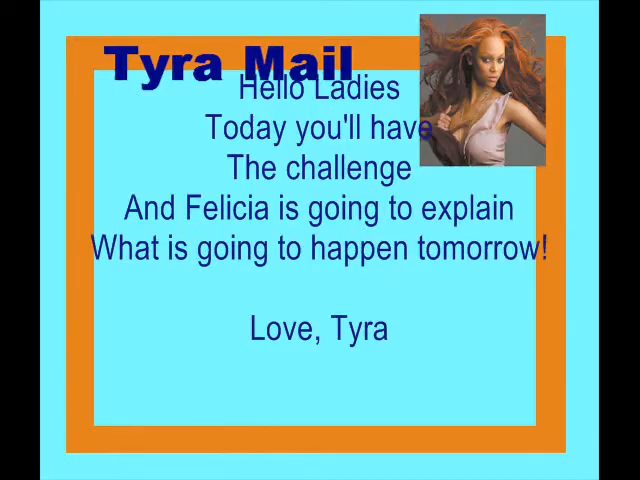 Tyra Mail
Hello Ladies
Today you'll have
The challenge
And Felicia is going to explain
What is going to happen tomorrow!
Love, Tyra